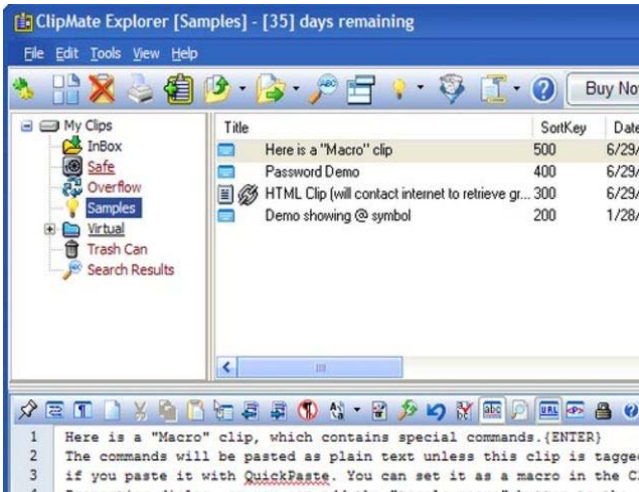 ClipMate Explorer [Samples] - [35] days remaining
File Edit Tools View Help
Buy No
My Clips
InBox
Safe
Overflow
Samples
Virtual
Trash Can
Search Results
Title SortKey Date
Here is a "Macro" clip 500 6/29/
Password Demo 400 6/29/
HTML Clip (will contact internet to retrieve gr... 300 6/29/
Demo showing @ symbol 200 1/28/
1 Here is a "Macro" clip, which contains special commands.{ENTER}
2 The commands will be pasted as plain text unless this clip is tagged
3 if you paste it with QuickPaste. You can set it as a macro in the C